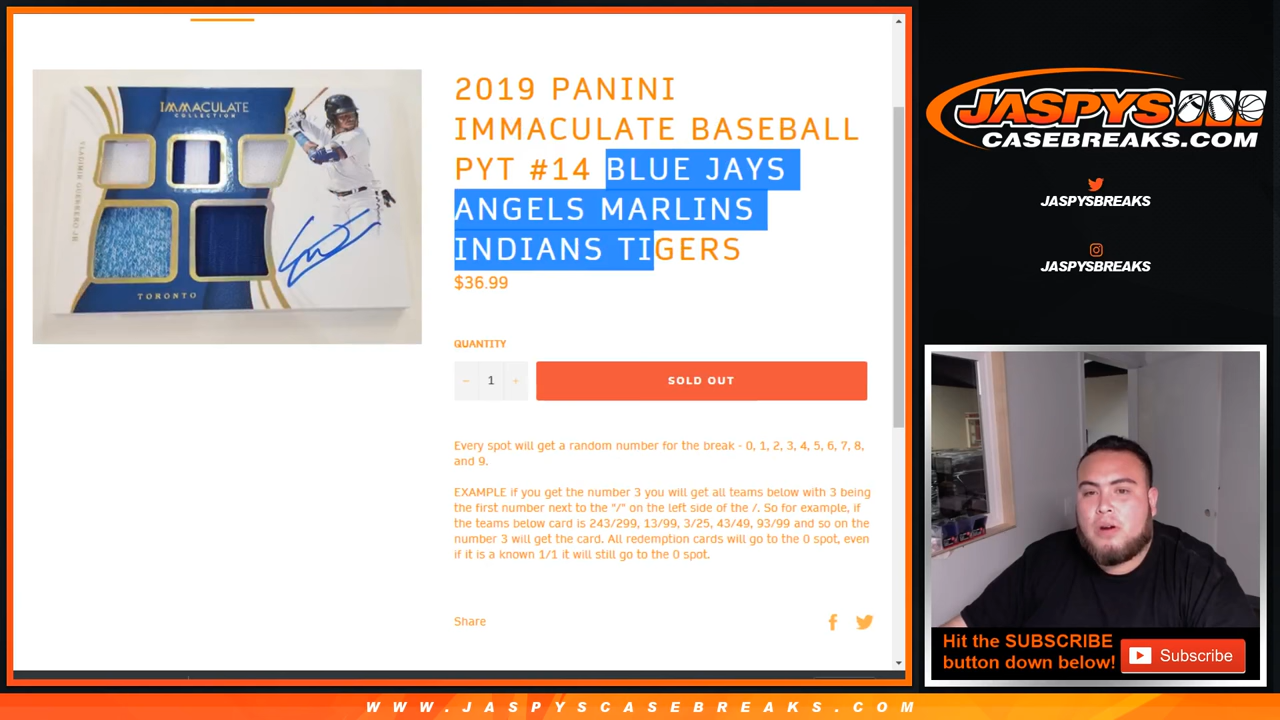 IMMACULATE
COLLECTION
VLADIMIR GUERRERO JR.
TORONTO
2019 PANINI
IMMACULATE BASEBALL
PYT #14 BLUE JAYS
ANGELS MARLINS
INDIANS TIGERS
$36.99
QUANTITY
− 1 +
SOLD OUT
Every spot will get a random number for the break - 0, 1, 2, 3, 4, 5, 6, 7, 8,
and 9.
EXAMPLE if you get the number 3 you will get all teams below with 3 being
the first number next to the "/" on the left side of the /. So for example, if
the teams below card is 243/299, 13/99, 3/25, 43/49, 93/99 and so on the
number 3 will get the card. All redemption cards will go to the 0 spot, even
if it is a known 1/1 it will still go to the 0 spot.
Share
JASPYS
CASEBREAKS.COM
JASPYSBREAKS
JASPYSBREAKS
Hit the SUBSCRIBE
button down below!
Subscribe
WWW.JASPYSCASEBREAKS.COM